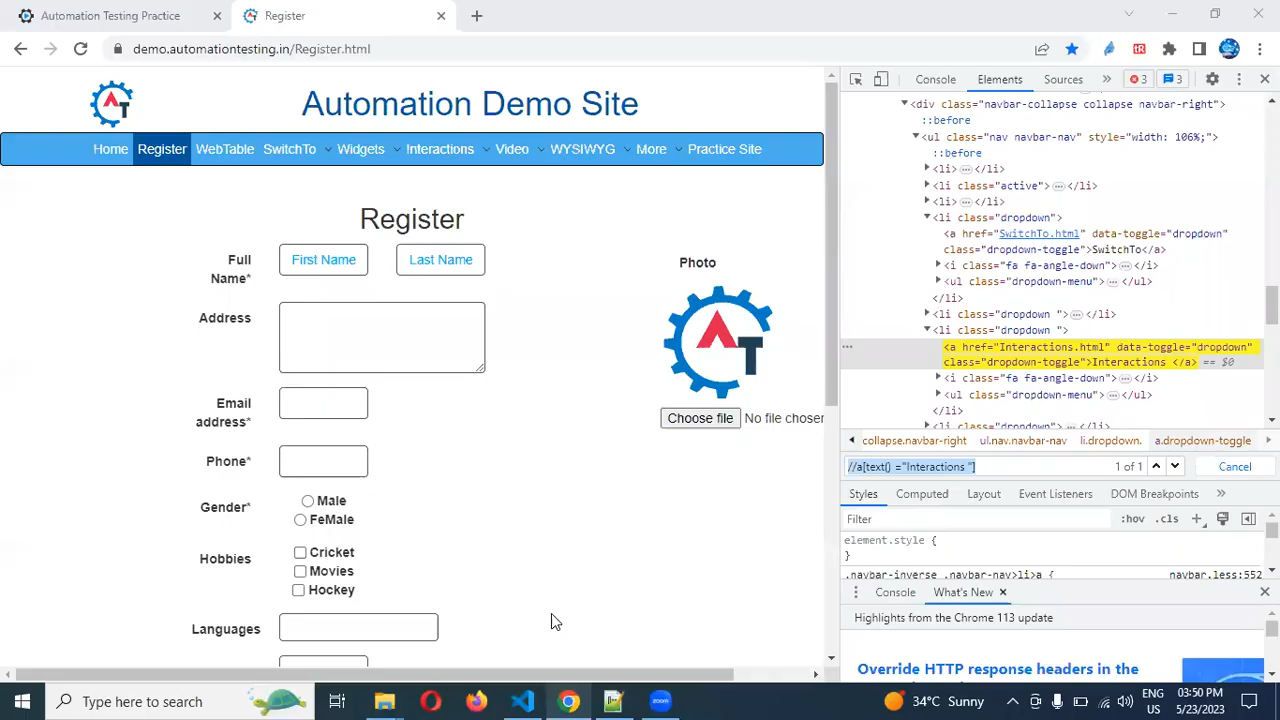 Automation Testing Practice
Register
demo.automationtesting.in/Register.html
Automation Demo Site
Home Register WebTable SwitchTo Widgets Interactions Video WYSIWYG More Practice Site
Register
Full Name*
First Name
Last Name
Photo
Address
Email address*
Choose file No file chosen
Phone*
Gender*
Male
FeMale
Hobbies
Cricket
Movies
Hockey
Languages
Console Elements Sources » 3 3
<div class="navbar-collapse collapse navbar-right">
::before
<ul class="nav navbar-nav" style="width: 106%;">
::before
<li> … </li>
<li class="active"> … </li>
<li> … </li>
<li class="dropdown">
<a href="SwitchTo.html" data-toggle="dropdown"
class="dropdown-toggle">SwitchTo</a>
<i class="fa fa-angle-down"> … </i>
<ul class="dropdown-menu"> … </ul>
</li>
<li class="dropdown "> … </li>
<li class="dropdown ">
<a href="Interactions.html" data-toggle="dropdown"
class="dropdown-toggle">Interactions </a> == $0
<i class="fa fa-angle-down"> … </i>
<ul class="dropdown-menu"> … </ul>
</li>
<li class="dropdown "> … </li>
collapse.navbar-right ul.nav.navbar-nav li.dropdown. a.dropdown-toggle
//a[text() ="Interactions "] 1 of 1 Cancel
Styles Computed Layout Event Listeners DOM Breakpoints »
Filter :hov .cls +
element.style {
}
.navbar-inverse .navbar-nav>li>a { navbar.less:552
Console What's New ×
Highlights from the Chrome 113 update
Override HTTP response headers in the
Type here to search
zoom
34°C Sunny
ENG
US
03:50 PM
5/23/2023